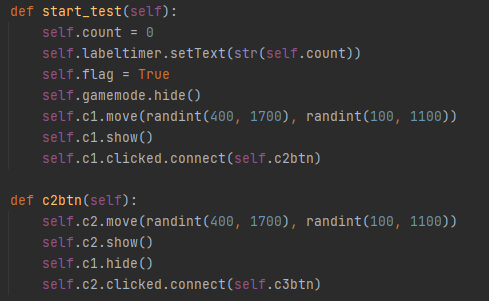 def start_test(self):
    self.count = 0
    self.labeltimer.setText(str(self.count))
    self.flag = True
    self.gamemode.hide()
    self.c1.move(randint(400, 1700), randint(100, 1100))
    self.c1.show()
    self.c1.clicked.connect(self.c2btn)

def c2btn(self):
    self.c2.move(randint(400, 1700), randint(100, 1100))
    self.c2.show()
    self.c1.hide()
    self.c2.clicked.connect(self.c3btn)